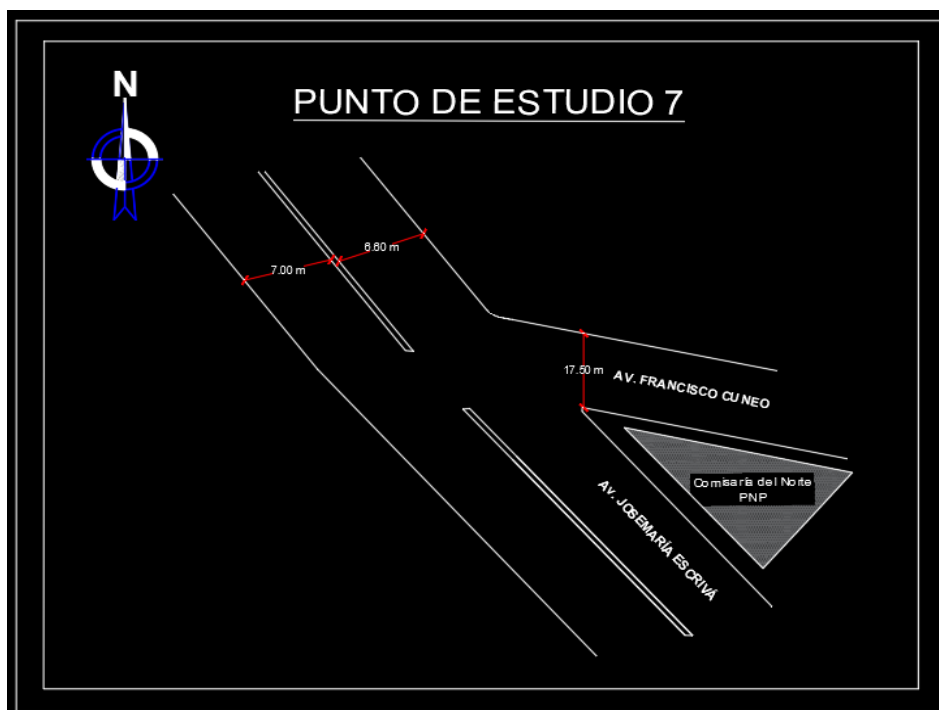 N
PUNTO DE ESTUDIO 7
6.60 m
7.00 m
17.50 m
AV. FRANCISCO CUNEO
Comisaría del Norte
PNP
AV. JOSEMARÍA ESCRIVÁ